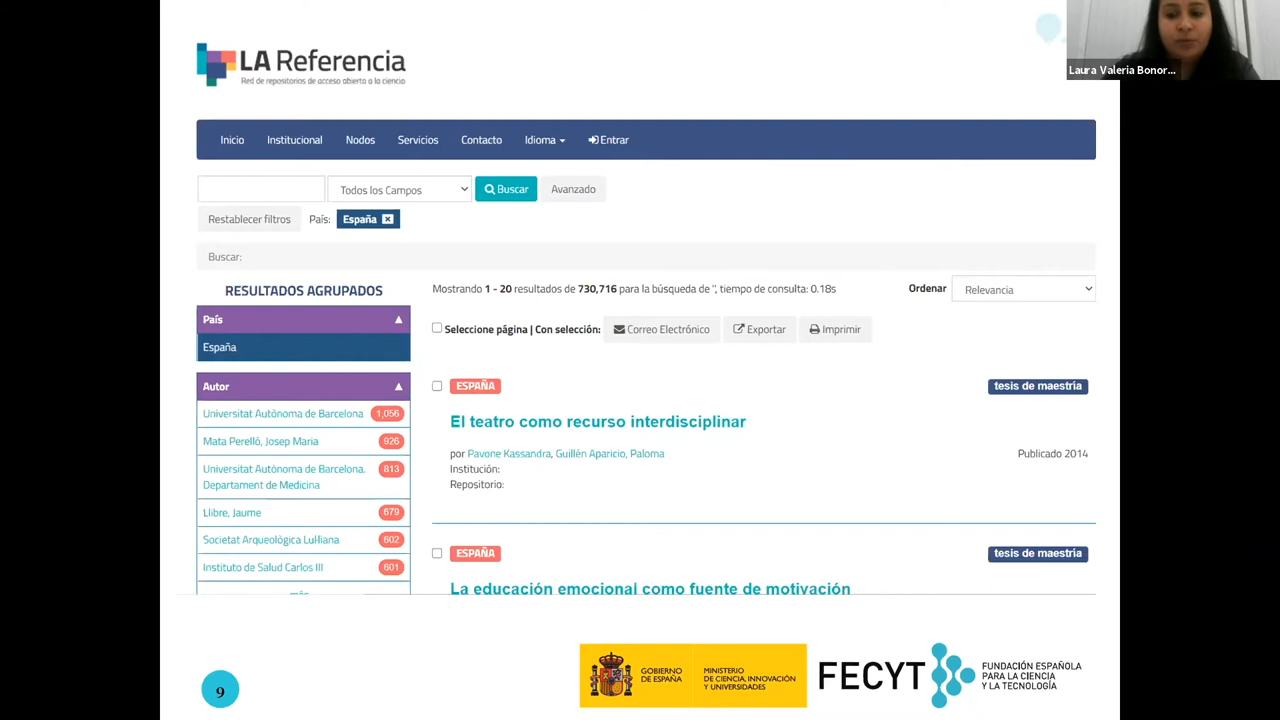 Laura Valeria Bonor...
LA Referencia
Red de repositorios de acceso abierto a la ciencia
Inicio Institucional Nodos Servicios Contacto Idioma Entrar
Todos los Campos Buscar Avanzado
Restablecer filtros País: España
Buscar:
RESULTADOS AGRUPADOS
País
España
Autor
Universitat Autònoma de Barcelona 1,056
Mata Perelló, Josep Maria 926
Universitat Autònoma de Barcelona. 813
Departament de Medicina
Llibre, Jaume 679
Societat Arqueológica Lul·liana 602
Instituto de Salud Carlos III 601
más
Mostrando 1 - 20 resultados de 730,716 para la búsqueda de '', tiempo de consulta: 0.18s
Ordenar Relevancia
Seleccione página | Con selección: Correo Electrónico Exportar Imprimir
ESPAÑA tesis de maestría
El teatro como recurso interdisciplinar
por Pavone Kassandra, Guillén Aparicio, Paloma Publicado 2014
Institución:
Repositorio:
ESPAÑA tesis de maestría
La educación emocional como fuente de motivación
9
GOBIERNO
DE ESPAÑA
MINISTERIO
DE CIENCIA, INNOVACIÓN
Y UNIVERSIDADES
FECYT
FUNDACIÓN ESPAÑOLA
PARA LA CIENCIA
Y LA TECNOLOGÍA